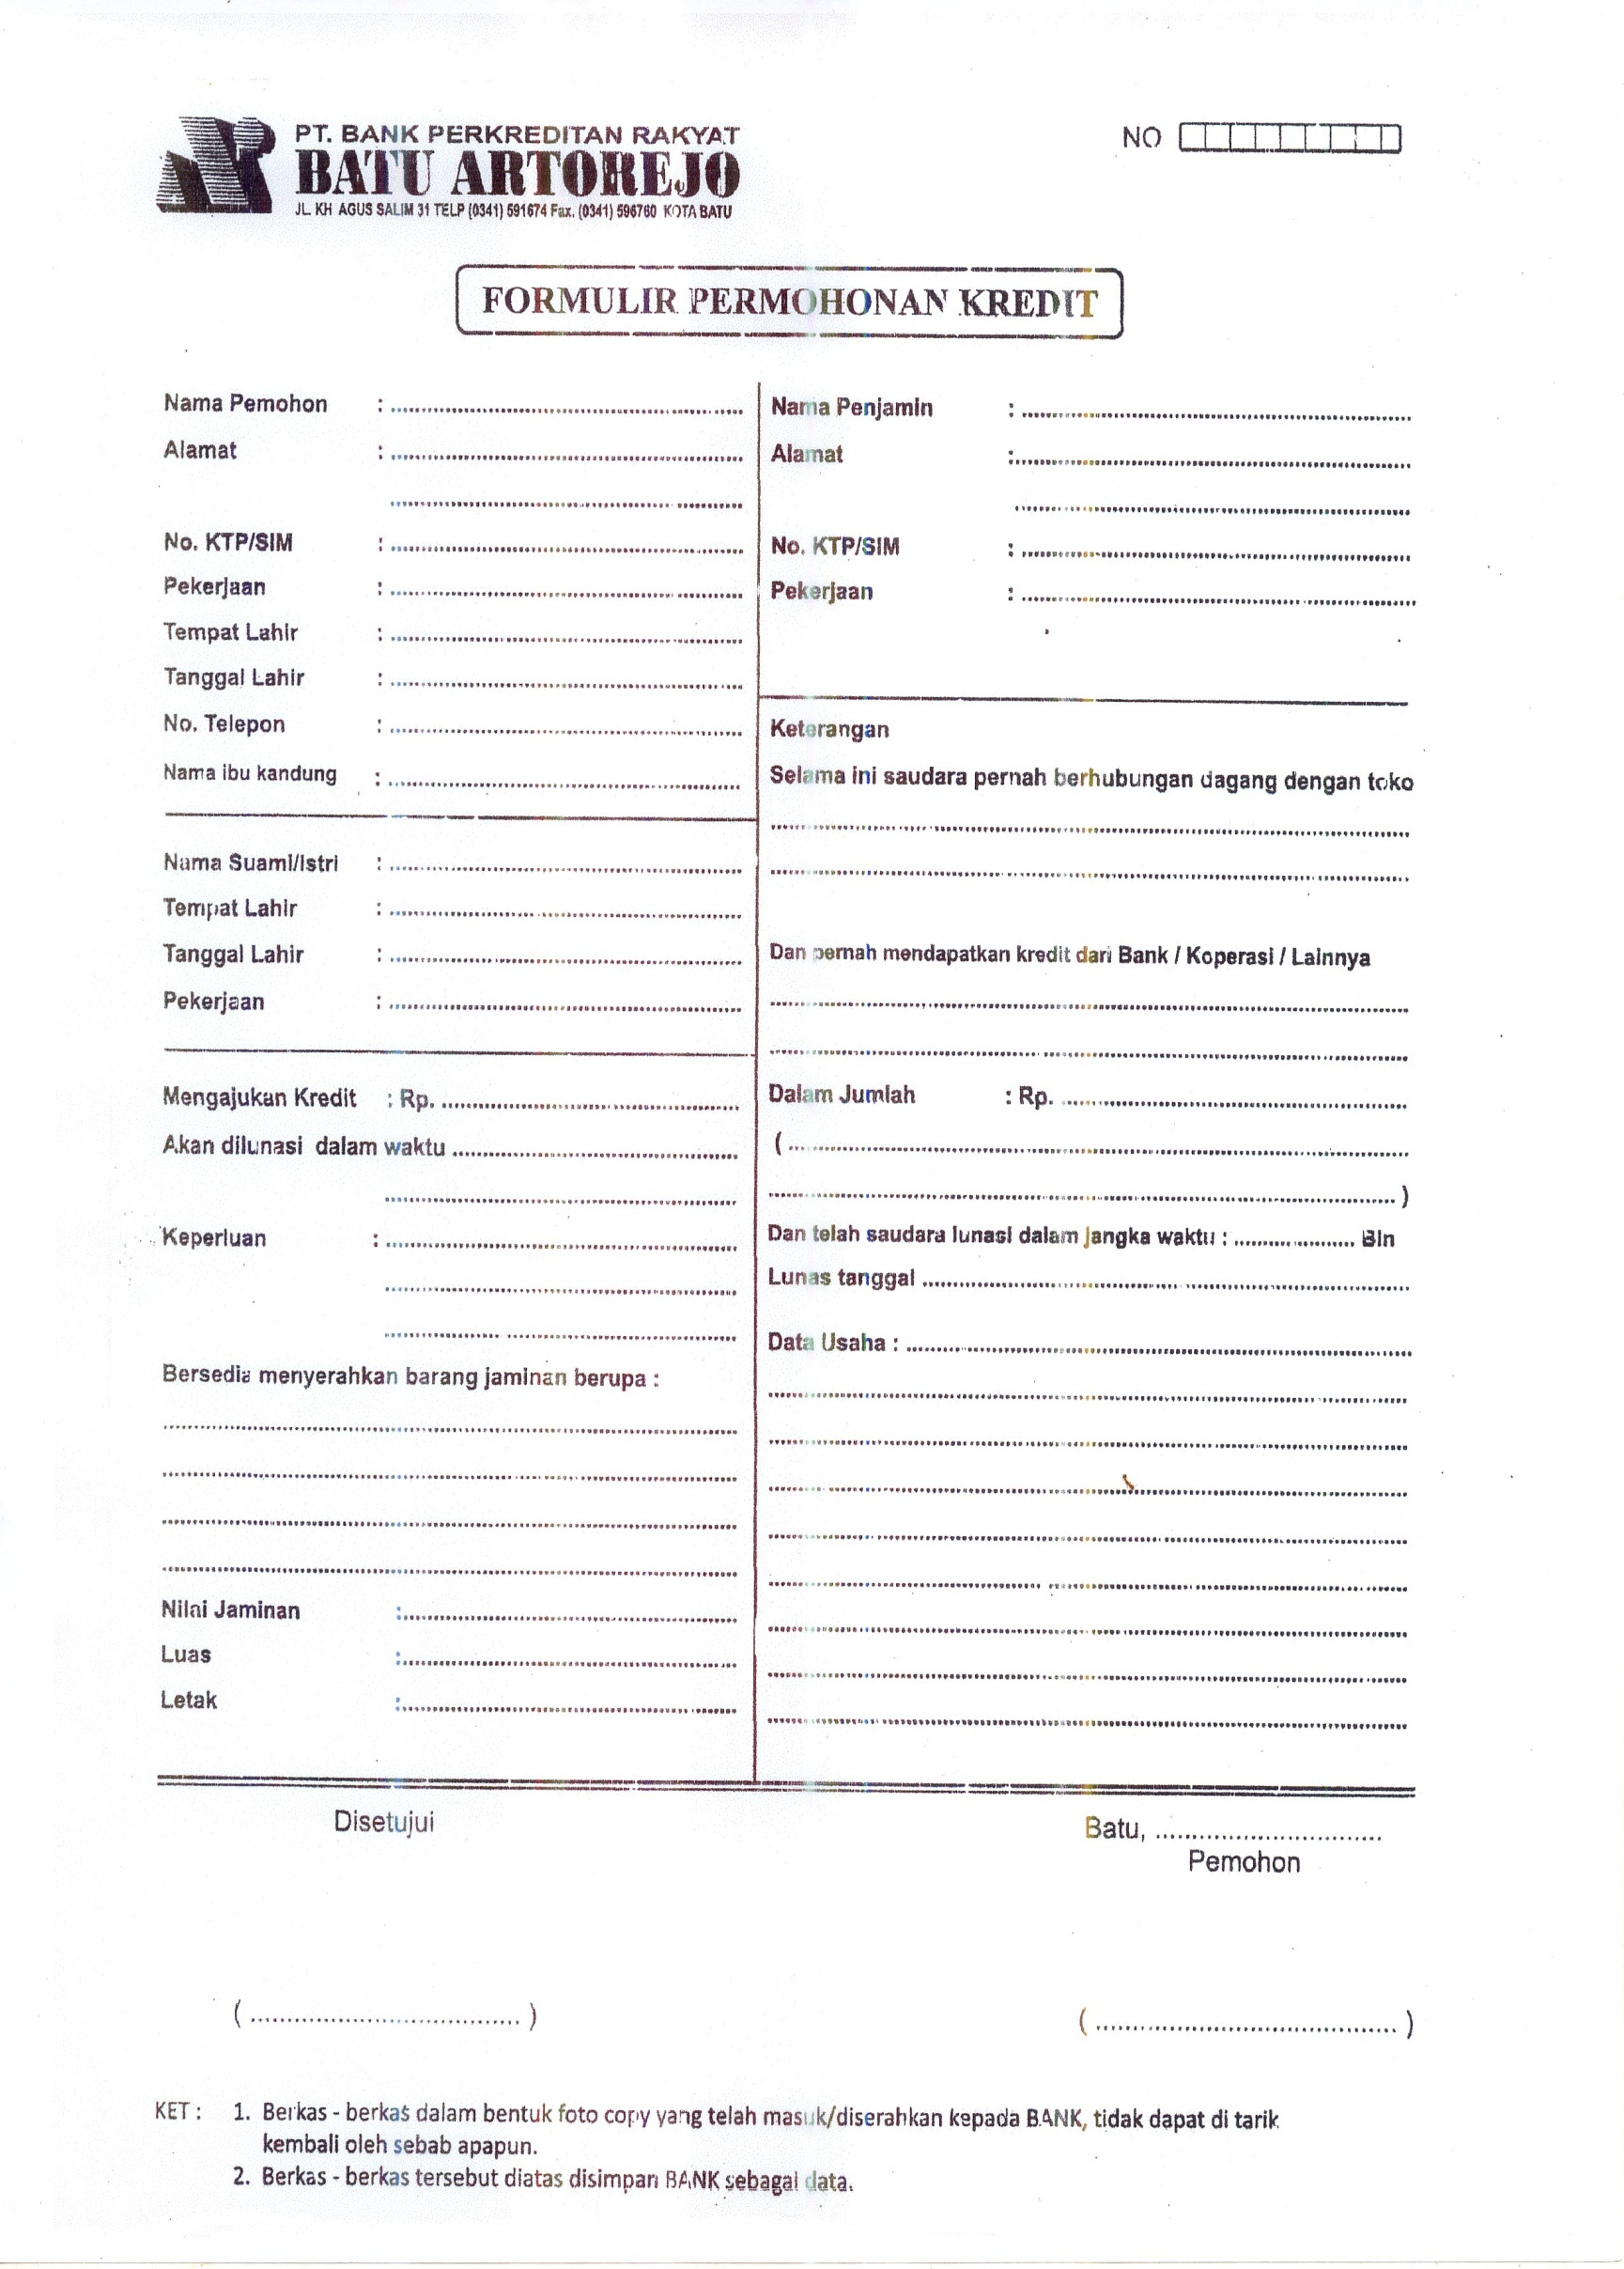 PT. BANK PERKREDITAN RAKYAT
BATU ARTOREJO
JL. KH AGUS SALIM 31 TELP (0341) 591674 Fax. (0341) 596760 KOTA BATU
NO
FORMULIR PERMOHONAN KREDIT
Nama Pemohon :
Alamat :
No. KTP/SIM :
Pekerjaan :
Tempat Lahir :
Tanggal Lahir :
No. Telepon :
Nama ibu kandung :
Nama Suami/Istri :
Tempat Lahir :
Tanggal Lahir :
Pekerjaan :
Mengajukan Kredit : Rp.
Akan dilunasi dalam waktu
Keperluan :
Bersedia menyerahkan barang jaminan berupa :
Nilai Jaminan :
Luas :
Letak :
Nama Penjamin :
Alamat :
No. KTP/SIM :
Pekerjaan :
Keterangan
Selama ini saudara pernah berhubungan dagang dengan toko
Dan pernah mendapatkan kredit dari Bank / Koperasi / Lainnya
Dalam Jumlah : Rp.
(
)
Dan telah saudara lunasi dalam jangka waktu : .................... Bln
Lunas tanggal
Data Usaha :
Disetujui
Batu, ...............................
Pemohon
( ..................................... )
( ......................................... )
KET : 1. Berkas - berkas dalam bentuk foto copy yang telah masuk/diserahkan kepada BANK, tidak dapat di tarik
kembali oleh sebab apapun.
2. Berkas - berkas tersebut diatas disimpan BANK sebagai data.